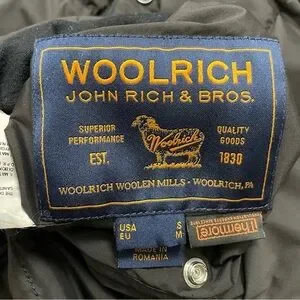 WOOLRICH
JOHN RICH & BROS.
SUPERIOR PERFORMANCE
QUALITY GOODS
EST.
Woolrich
1830
WOOLRICH WOOLEN MILLS - WOOLRICH, PA
USA S
EU M
MADE IN
ROMANIA
Thermore